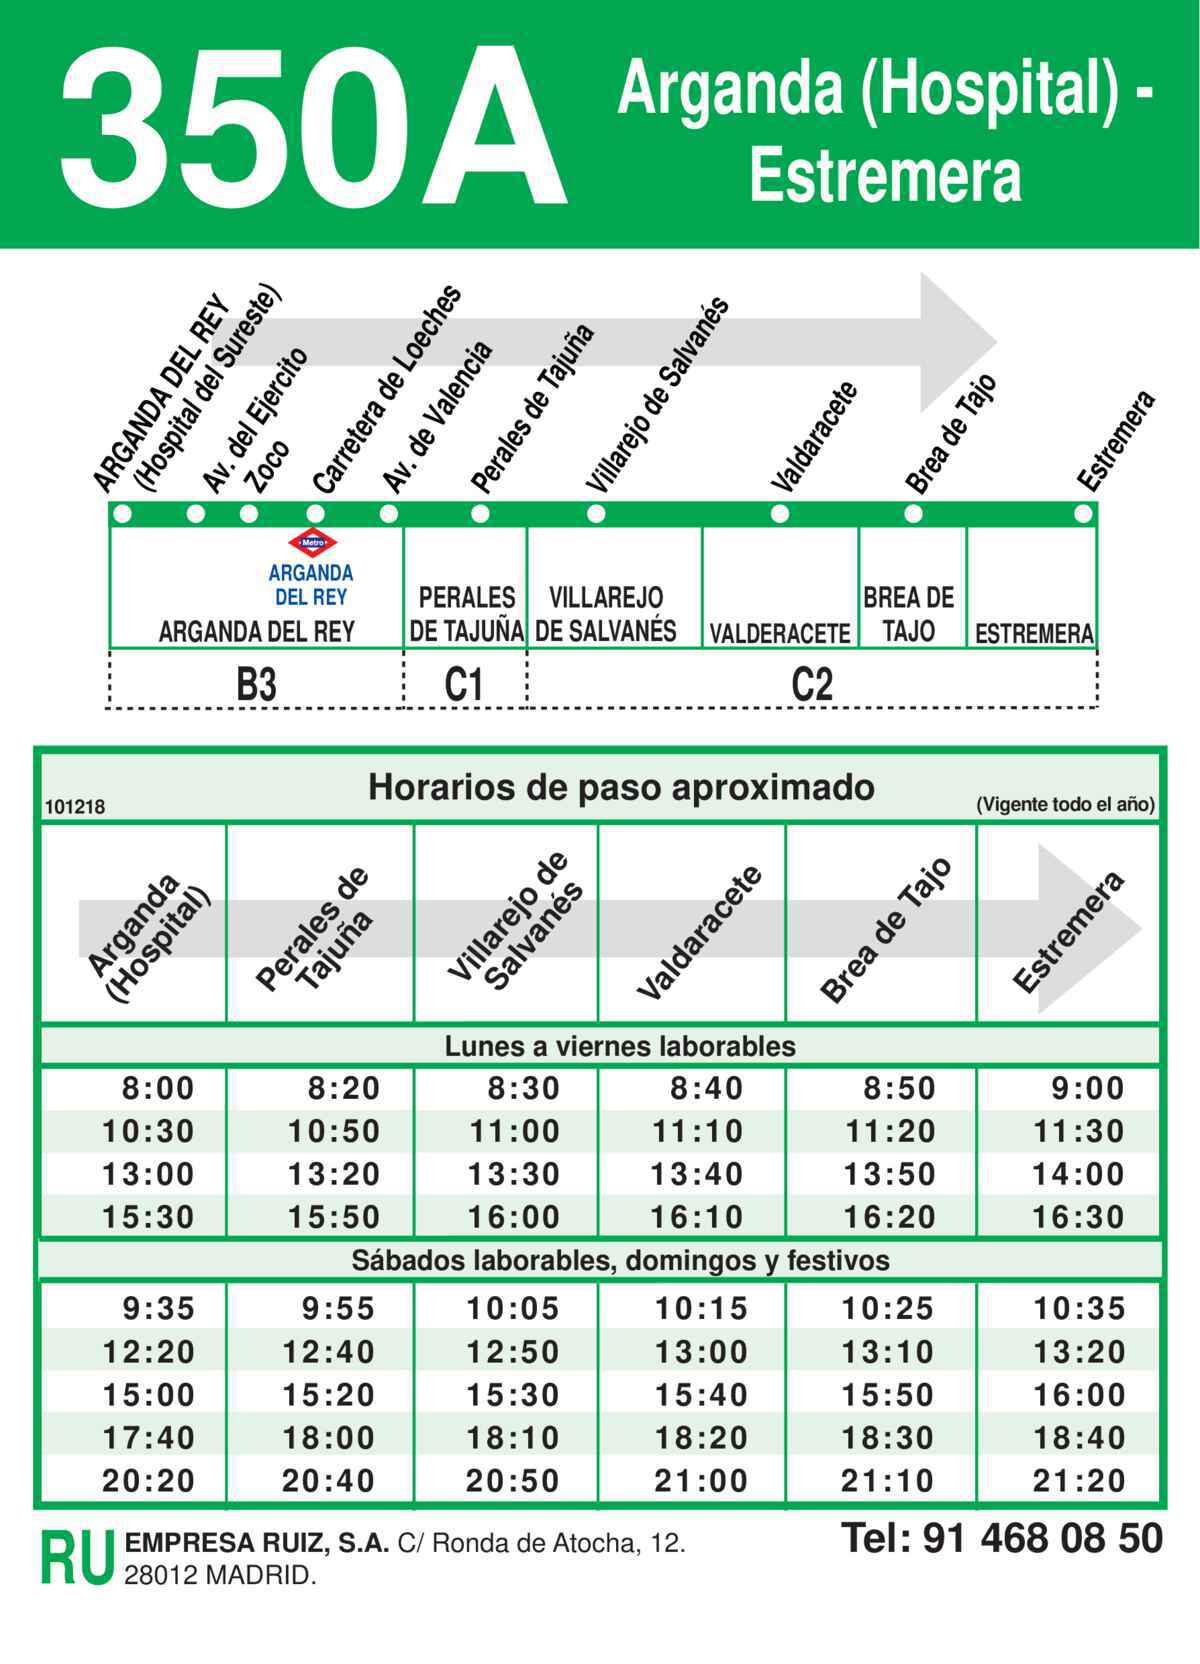 350A
Arganda (Hospital) -
Estremera
ARGANDA DEL REY
(Hospital del Sureste)
Av. del Ejercito
Zoco
Carretera de Loeches
Av. de Valencia
Perales de Tajuña
Villarejo de Salvanés
Valdaracete
Brea de Tajo
Estremera
Metro
ARGANDA
DEL REY
ARGANDA DEL REY
PERALES
DE TAJUÑA
VILLAREJO
DE SALVANÉS
VALDERACETE
BREA DE
TAJO
ESTREMERA
B3 C1 C2
Horarios de paso aproximado
101218
(Vigente todo el año)
Arganda
(Hospital)
Perales de
Tajuña
Villarejo de
Salvanés
Valdaracete
Brea de Tajo
Estremera
Lunes a viernes laborables
8:00 8:20 8:30 8:40 8:50 9:00
10:30 10:50 11:00 11:10 11:20 11:30
13:00 13:20 13:30 13:40 13:50 14:00
15:30 15:50 16:00 16:10 16:20 16:30
Sábados laborables, domingos y festivos
9:35 9:55 10:05 10:15 10:25 10:35
12:20 12:40 12:50 13:00 13:10 13:20
15:00 15:20 15:30 15:40 15:50 16:00
17:40 18:00 18:10 18:20 18:30 18:40
20:20 20:40 20:50 21:00 21:10 21:20
RU
EMPRESA RUIZ, S.A. C/ Ronda de Atocha, 12.
28012 MADRID.
Tel: 91 468 08 50